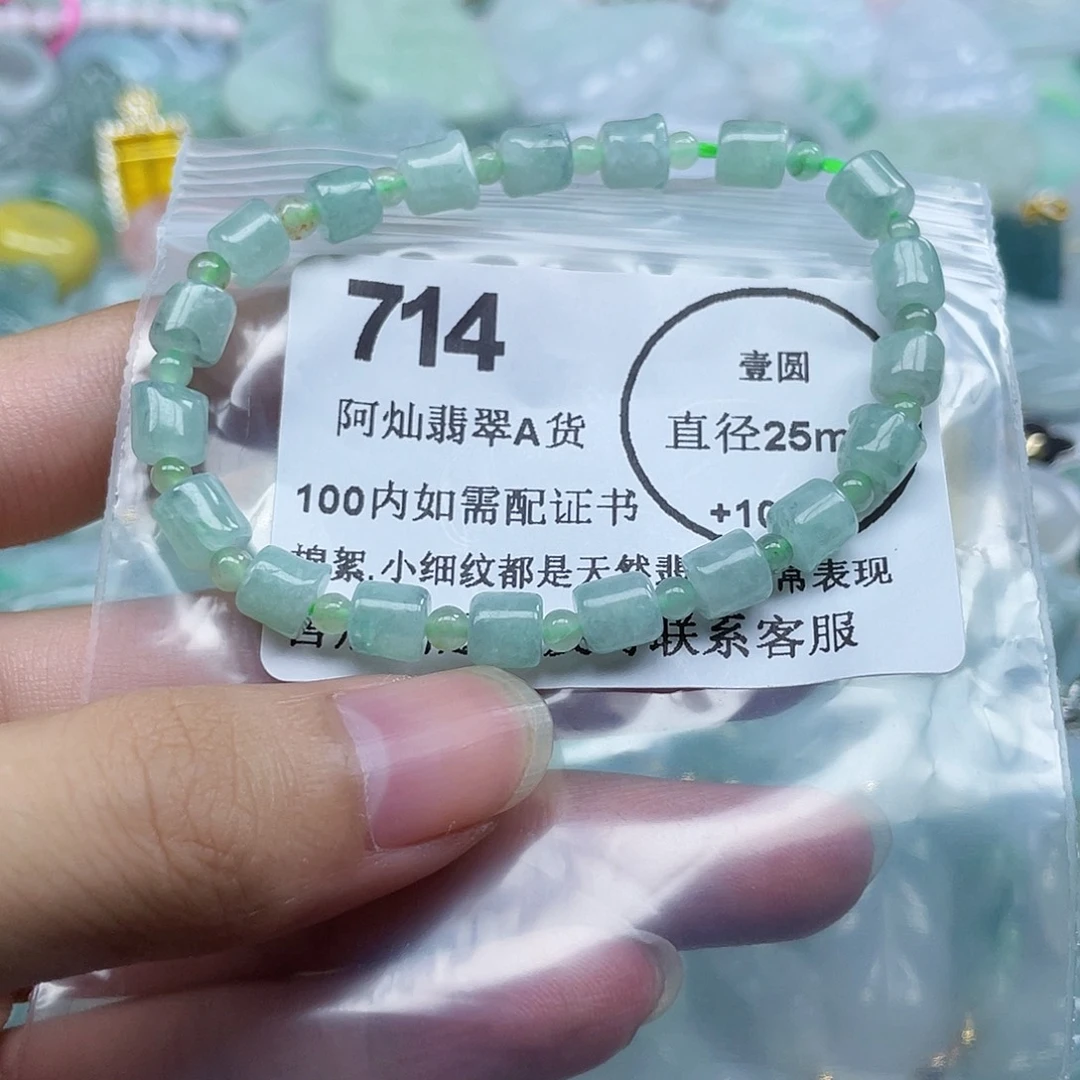 714
阿灿翡翠A货
壹圆
直径25m
+10
100内如需配证书
棉絮.小细纹都是天然翡 常表现
联系客服